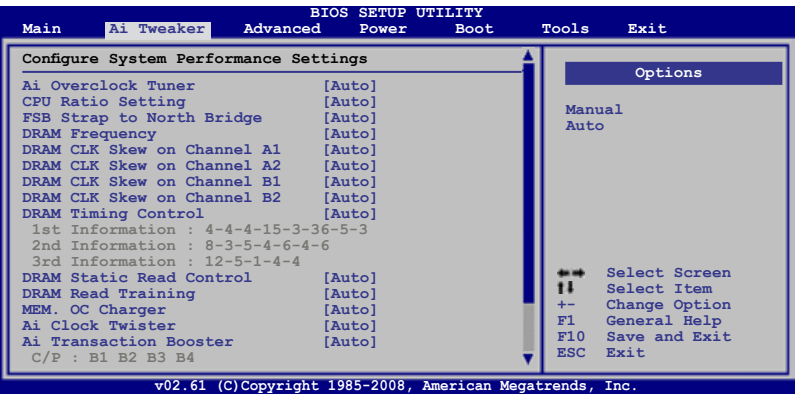 BIOS SETUP UTILITY
Main Ai Tweaker Advanced Power Boot Tools Exit
Configure System Performance Settings
Ai Overclock Tuner [Auto]
CPU Ratio Setting [Auto]
FSB Strap to North Bridge [Auto]
DRAM Frequency [Auto]
DRAM CLK Skew on Channel A1 [Auto]
DRAM CLK Skew on Channel A2 [Auto]
DRAM CLK Skew on Channel B1 [Auto]
DRAM CLK Skew on Channel B2 [Auto]
DRAM Timing Control [Auto]
1st Information : 4-4-4-15-3-36-5-3
2nd Information : 8-3-5-4-6-4-6
3rd Information : 12-5-1-4-4
DRAM Static Read Control [Auto]
DRAM Read Training [Auto]
MEM. OC Charger [Auto]
Ai Clock Twister [Auto]
Ai Transaction Booster [Auto]
C/P : B1 B2 B3 B4
Options
Manual
Auto
←→ Select Screen
↑↓ Select Item
+- Change Option
F1 General Help
F10 Save and Exit
ESC Exit
v02.61 (C)Copyright 1985-2008, American Megatrends, Inc.